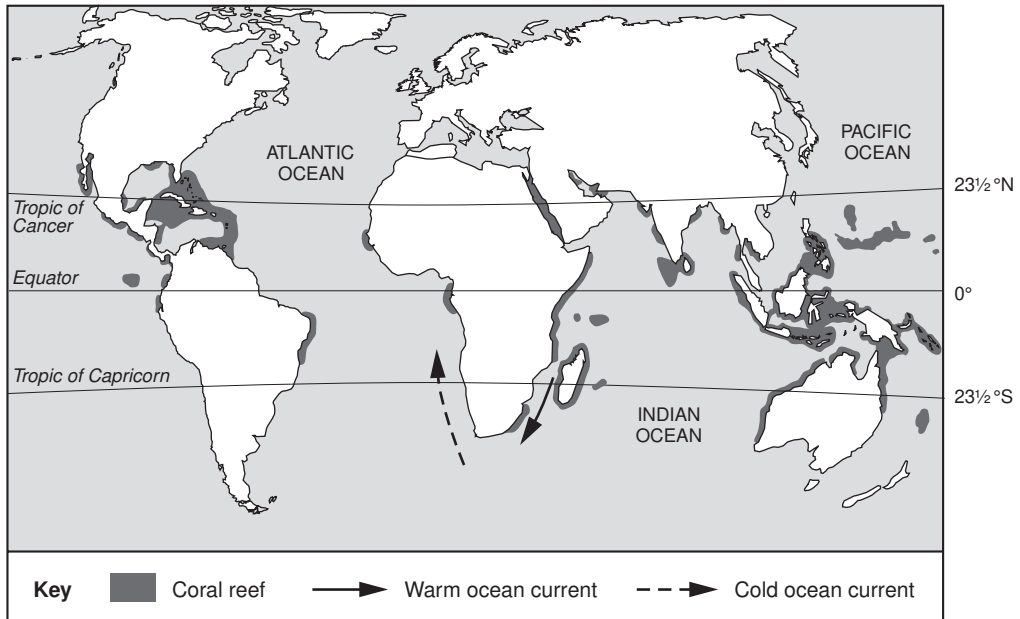 ATLANTIC
OCEAN
PACIFIC
OCEAN
23½°N
Tropic of
Cancer
Equator
0°
Tropic of Capricorn
23½°S
INDIAN
OCEAN
Key
Coral reef
Warm ocean current
Cold ocean current